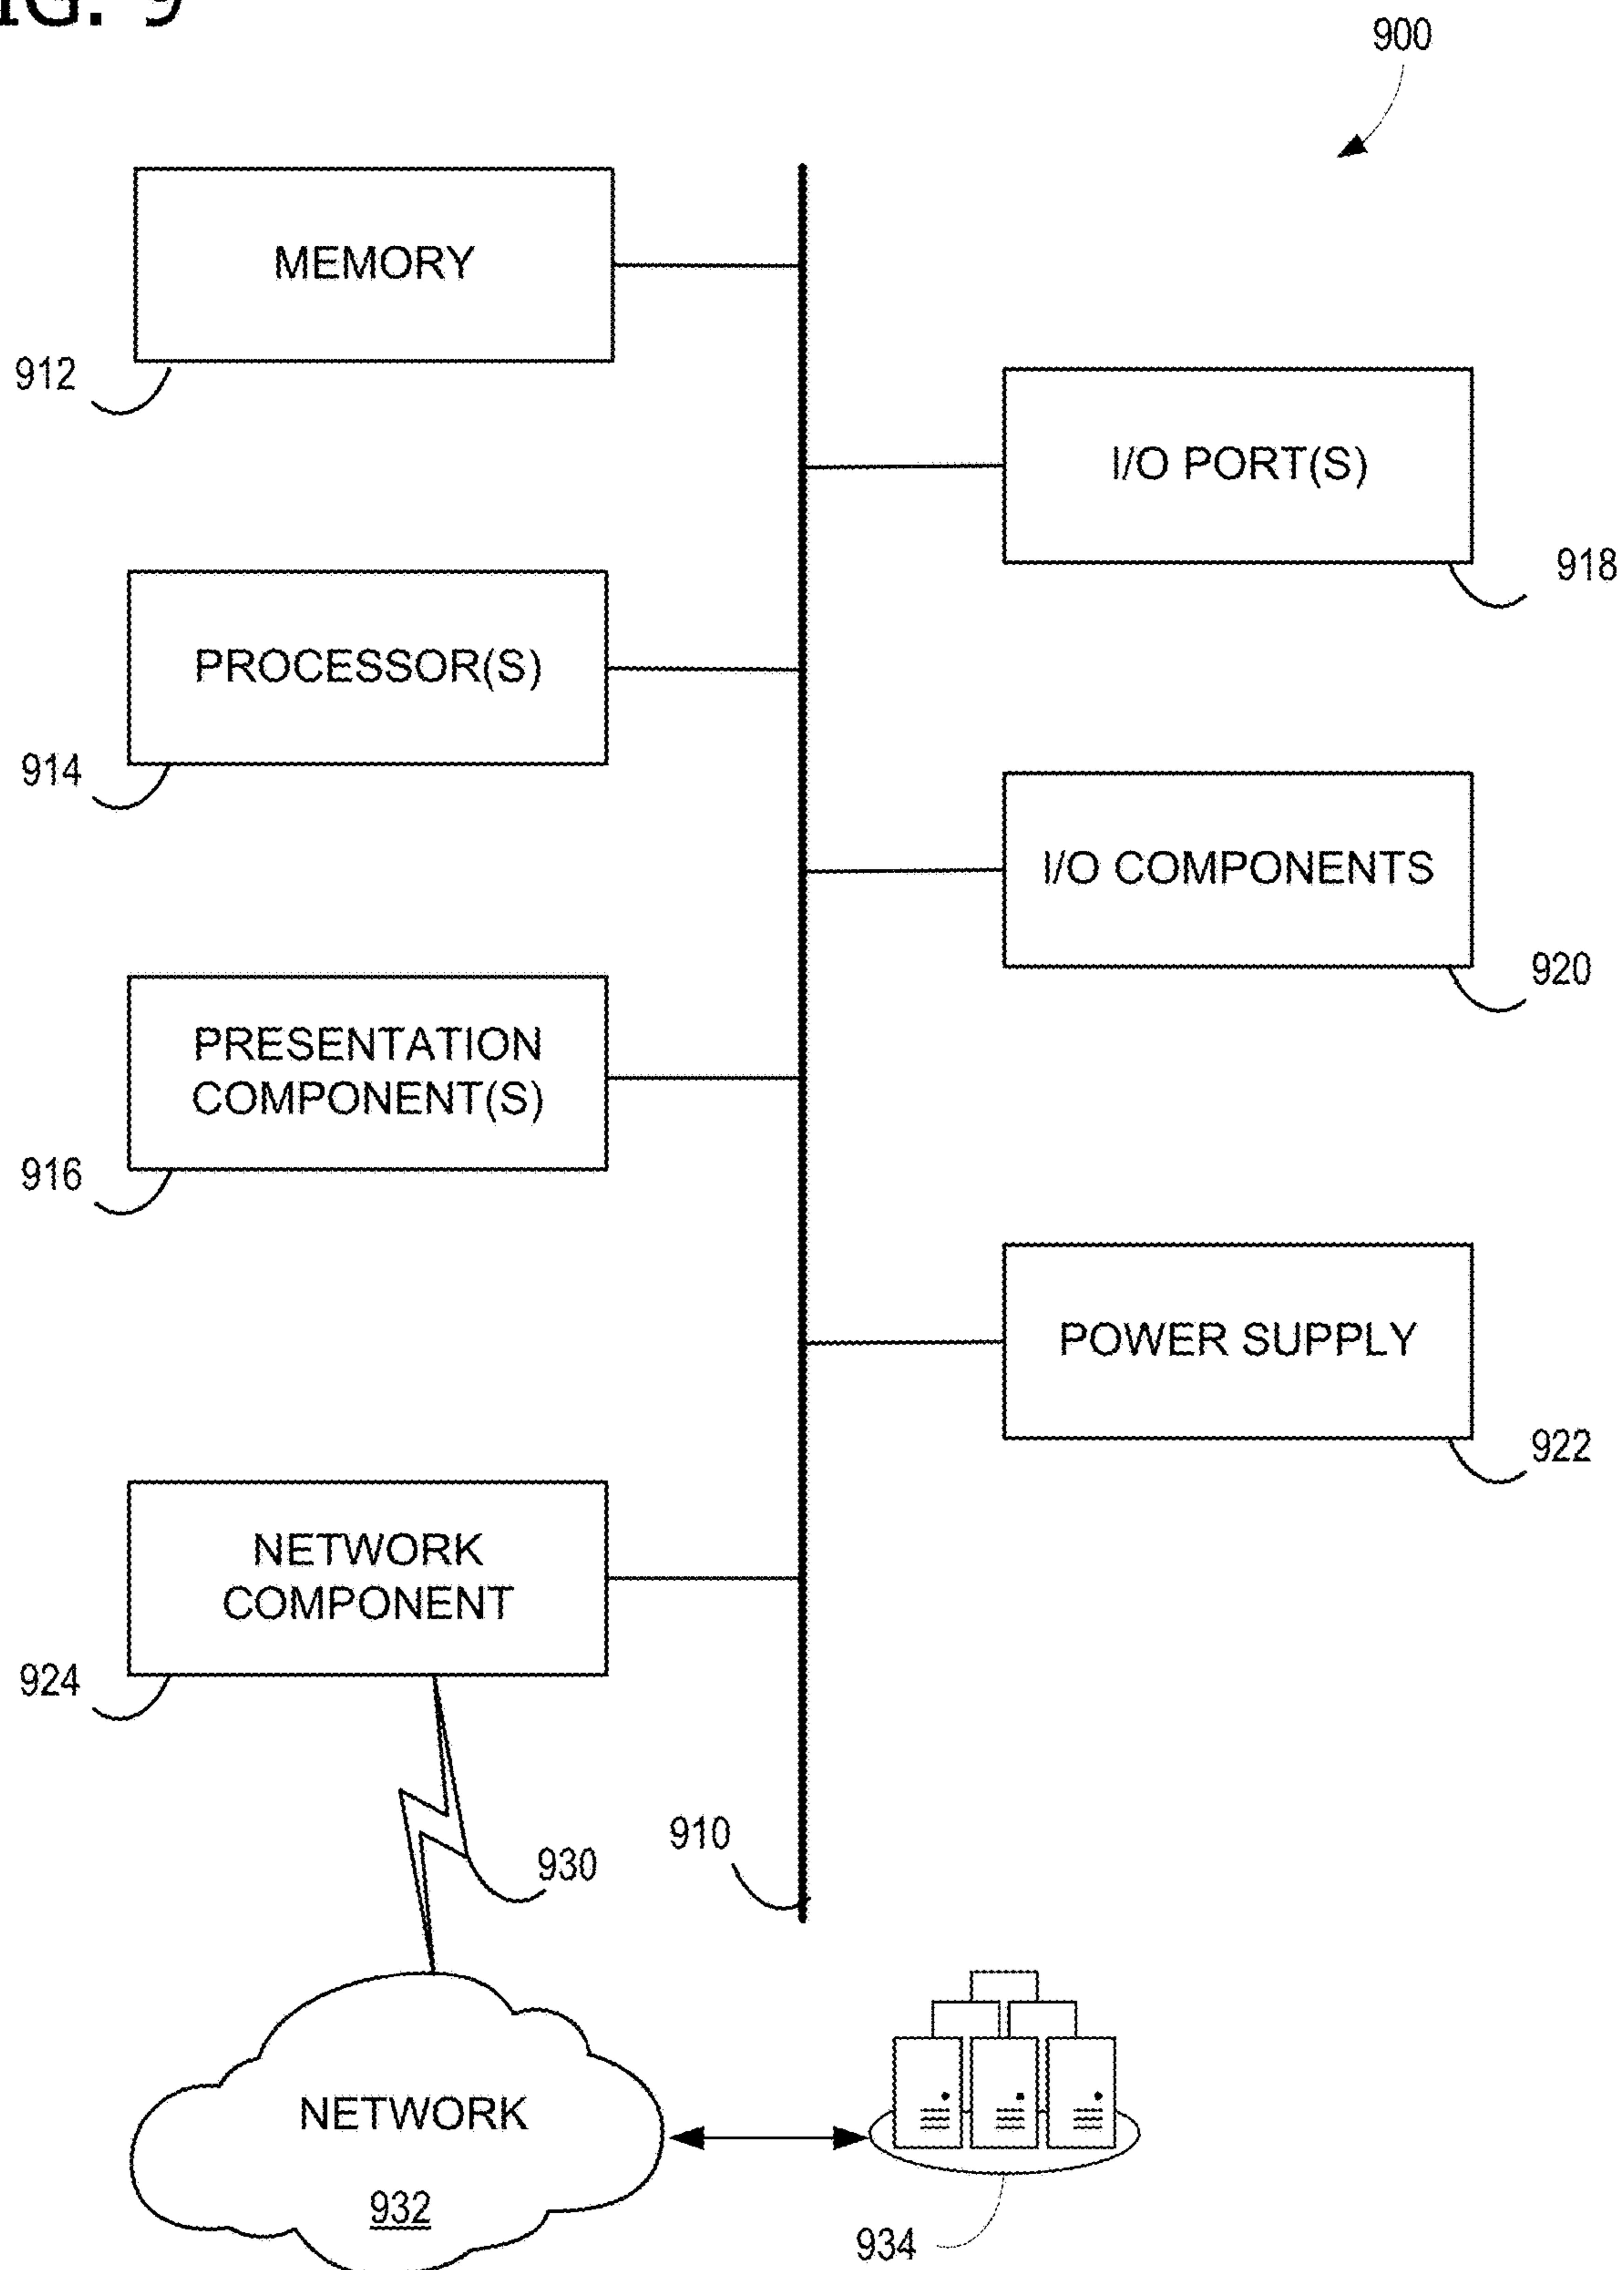 FIG. 9
900
MEMORY
912
I/O PORT(S)
918
PROCESSOR(S)
914
I/O COMPONENTS
920
PRESENTATION
COMPONENT(S)
916
POWER SUPPLY
922
NETWORK
COMPONENT
924
910
930
NETWORK
932
934